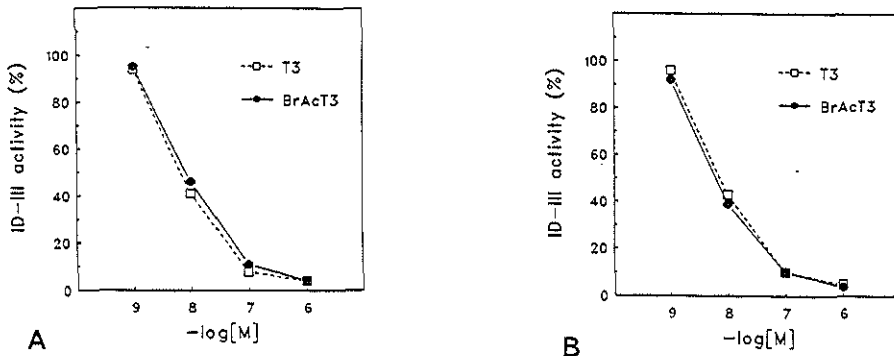 ID-III activity (%)
100
80
60
40
20
0
T3
BrAcT3
9 8 7 6
-log[M]
A
ID-III activity (%)
100
80
60
40
20
0
T3
BrAcT3
9 8 7 6
-log[M]
B